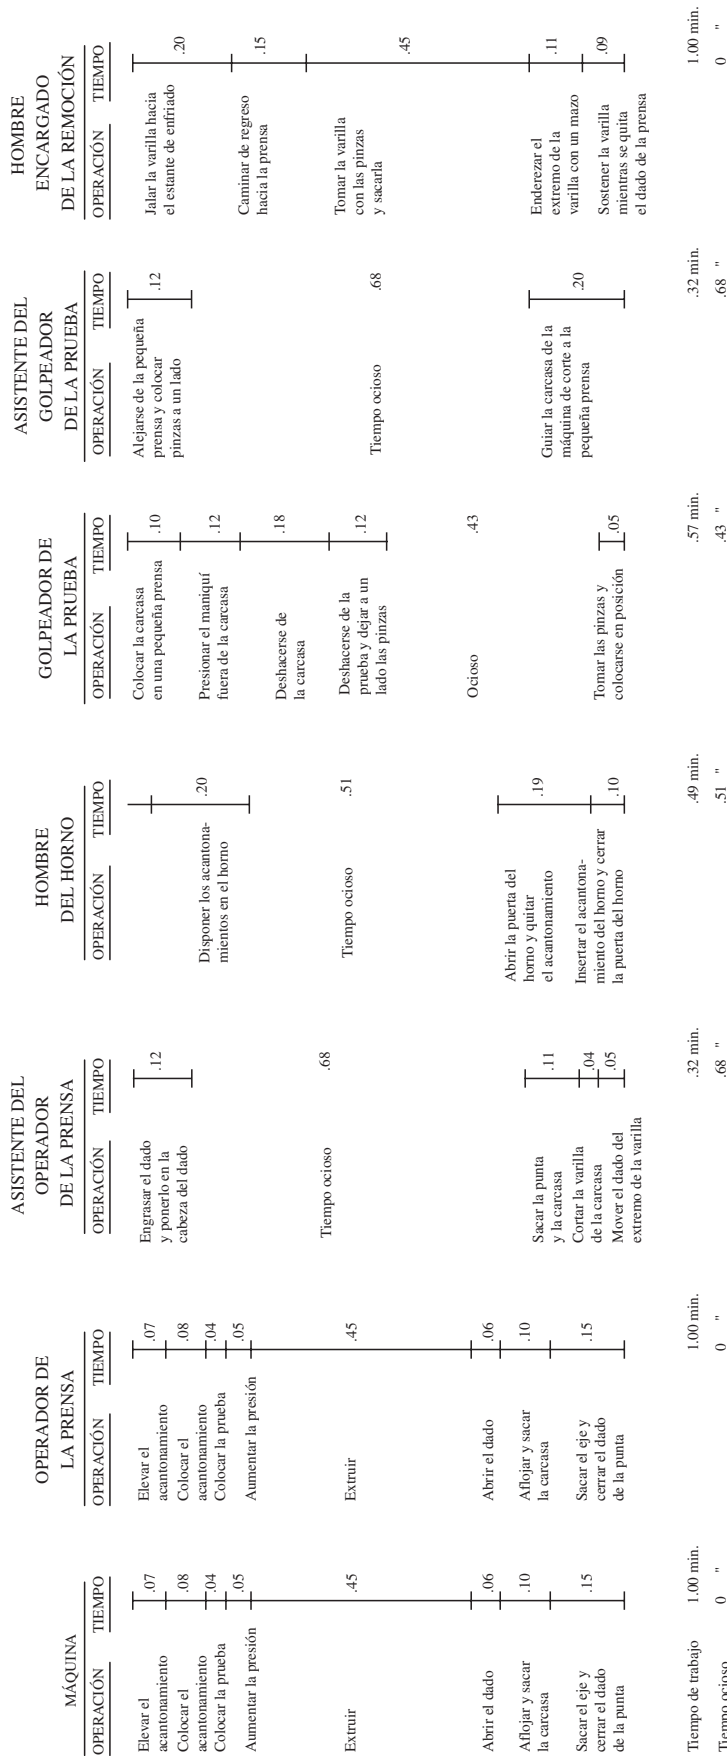 MÁQUINA
OPERACIÓN TIEMPO
Elevar el
acantonamiento .07
Colocar el
acantonamiento .08
Colocar la prueba .04
Aumentar la presión .05
Extruir .45
Abrir el dado .06
Aflojar y sacar
la carcasa .10
Sacar el eje y
cerrar el dado
de la punta .15
Tiempo de trabajo 1.00 min.
Tiempo ocioso 0 "
OPERADOR DE
LA PRENSA
OPERACIÓN TIEMPO
Elevar el
acantonamiento .07
Colocar el
acantonamiento .08
Colocar la prueba .04
Aumentar la presión .05
Extruir .45
Abrir el dado .06
Aflojar y sacar
la carcasa .10
Sacar el eje y
cerrar el dado
de la punta .15
1.00 min.
0 "
ASISTENTE DEL
OPERADOR
DE LA PRENSA
OPERACIÓN TIEMPO
Engrasar el dado
y ponerlo en la
cabeza del dado .12
Tiempo ocioso .68
Sacar la punta
y la carcasa .11
Cortar la varilla
de la carcasa .04
Mover el dado del
extremo de la varilla .05
.32 min.
.68 "
HOMBRE
DEL HORNO
OPERACIÓN TIEMPO
Disponer los acantona-
mientos en el horno .20
Tiempo ocioso .51
Abrir la puerta del
horno y quitar
el acantonamiento .19
Insertar el acantona-
miento del horno y cerrar
la puerta del horno .10
.49 min.
.51 "
GOLPEADOR DE
LA PRUEBA
OPERACIÓN TIEMPO
Colocar la carcasa
en una pequeña prensa .10
Presionar el maniquí
fuera de la carcasa .12
Deshacerse de
la carcasa .18
Deshacerse de la
prueba y dejar a un
lado las pinzas .12
Ocioso .43
Tomar las pinzas y
colocarse en posición .05
.57 min.
.43 "
ASISTENTE DEL
GOLPEADOR
DE LA PRUEBA
OPERACIÓN TIEMPO
Alejarse de la pequeña
prensa y colocar
pinzas a un lado .12
Tiempo ocioso .68
Guiar la carcasa de la
máquina de corte a la
pequeña prensa .20
.32 min.
.68 "
HOMBRE
ENCARGADO
DE LA REMOCIÓN
OPERACIÓN TIEMPO
Jalar la varilla hacia
el estante de enfriado .20
Caminar de regreso
hacia la prensa .15
Tomar la varilla
con las pinzas
y sacarla .45
Enderezar el
extremo de la
varilla con un mazo .11
Sostener la varilla
mientras se quita
el dado de la prensa .09
1.00 min.
0 "